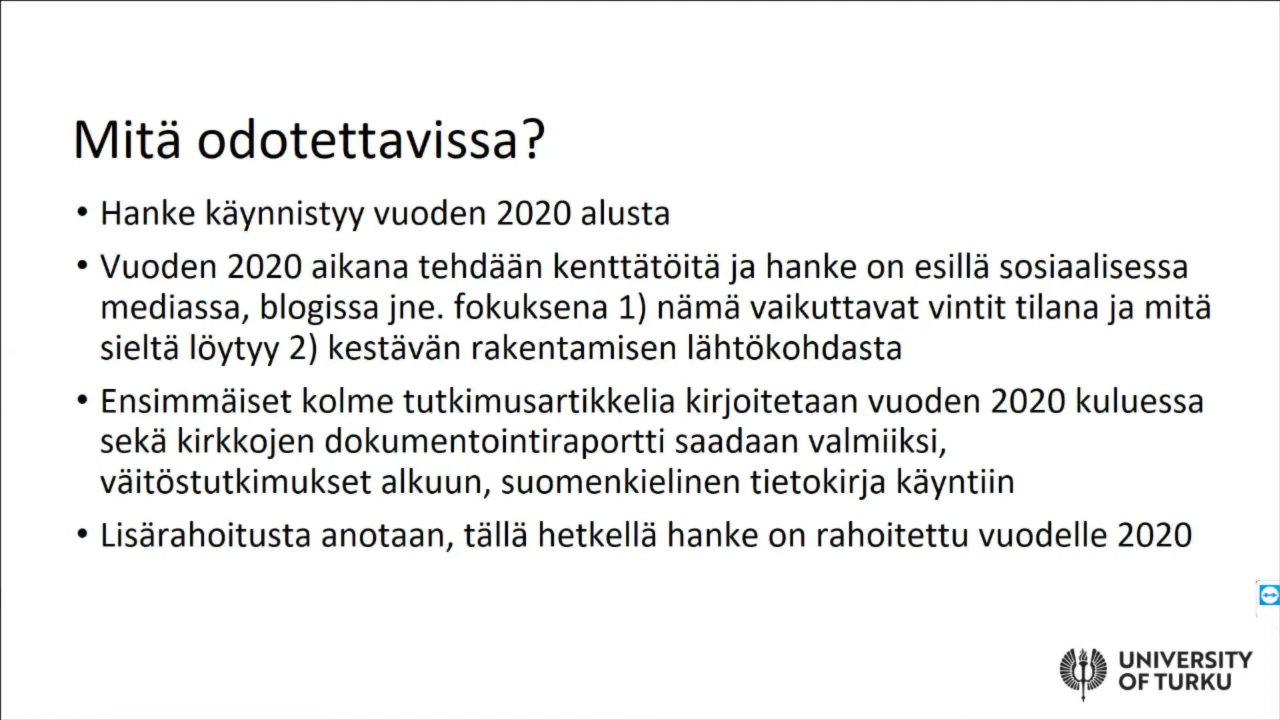 Mitä odotettavissa?
• Hanke käynnistyy vuoden 2020 alusta
• Vuoden 2020 aikana tehdään kenttätöitä ja hanke on esillä sosiaalisessa
mediassa, blogissa jne. fokuksena 1) nämä vaikuttavat vintit tilana ja mitä
sieltä löytyy 2) kestävän rakentamisen lähtökohdasta
• Ensimmäiset kolme tutkimusartikkelia kirjoitetaan vuoden 2020 kuluessa
sekä kirkkojen dokumentointiraportti saadaan valmiiksi,
väitöstutkimukset alkuun, suomenkielinen tietokirja käyntiin
• Lisärahoitusta anotaan, tällä hetkellä hanke on rahoitettu vuodelle 2020
UNIVERSITY
OF TURKU